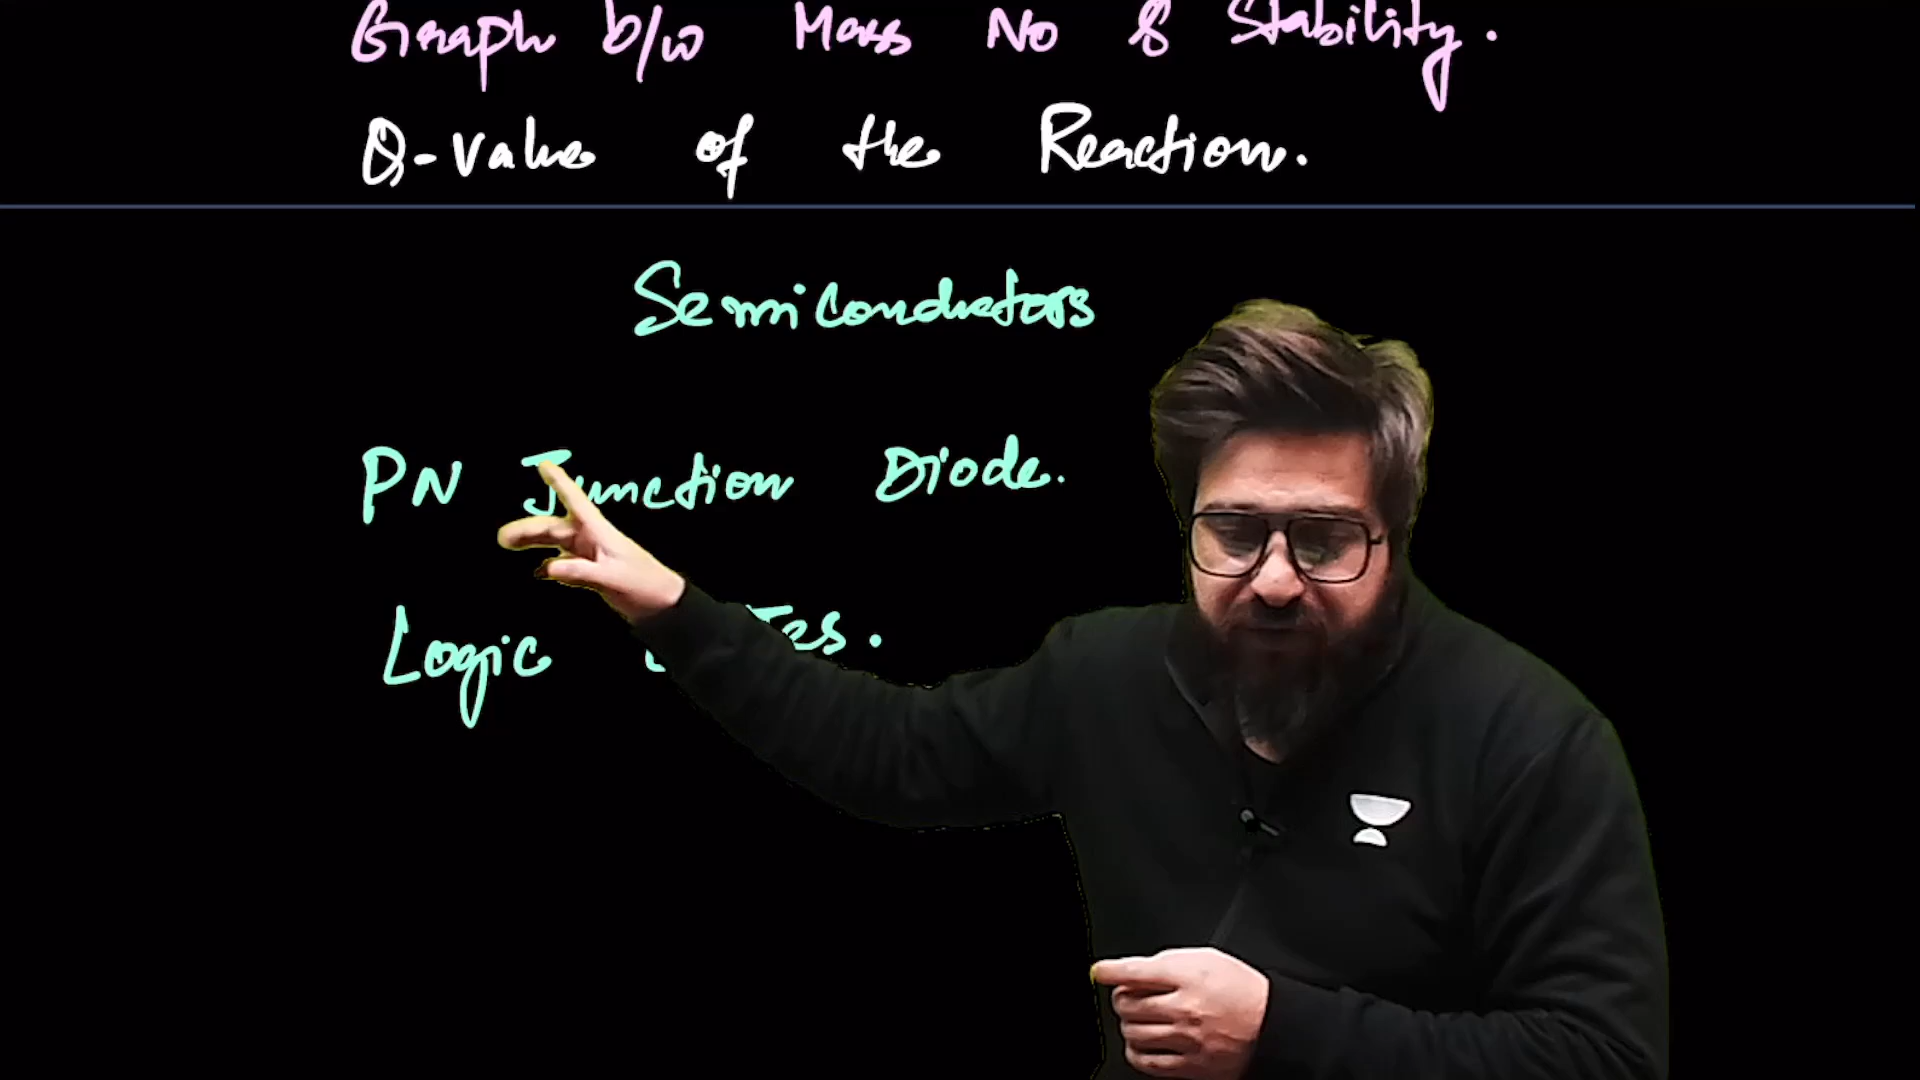 Graph b/w Mass No & Stability.
Q-Value of the Reaction.
Semiconductors
PN Junction Diode.
Logic